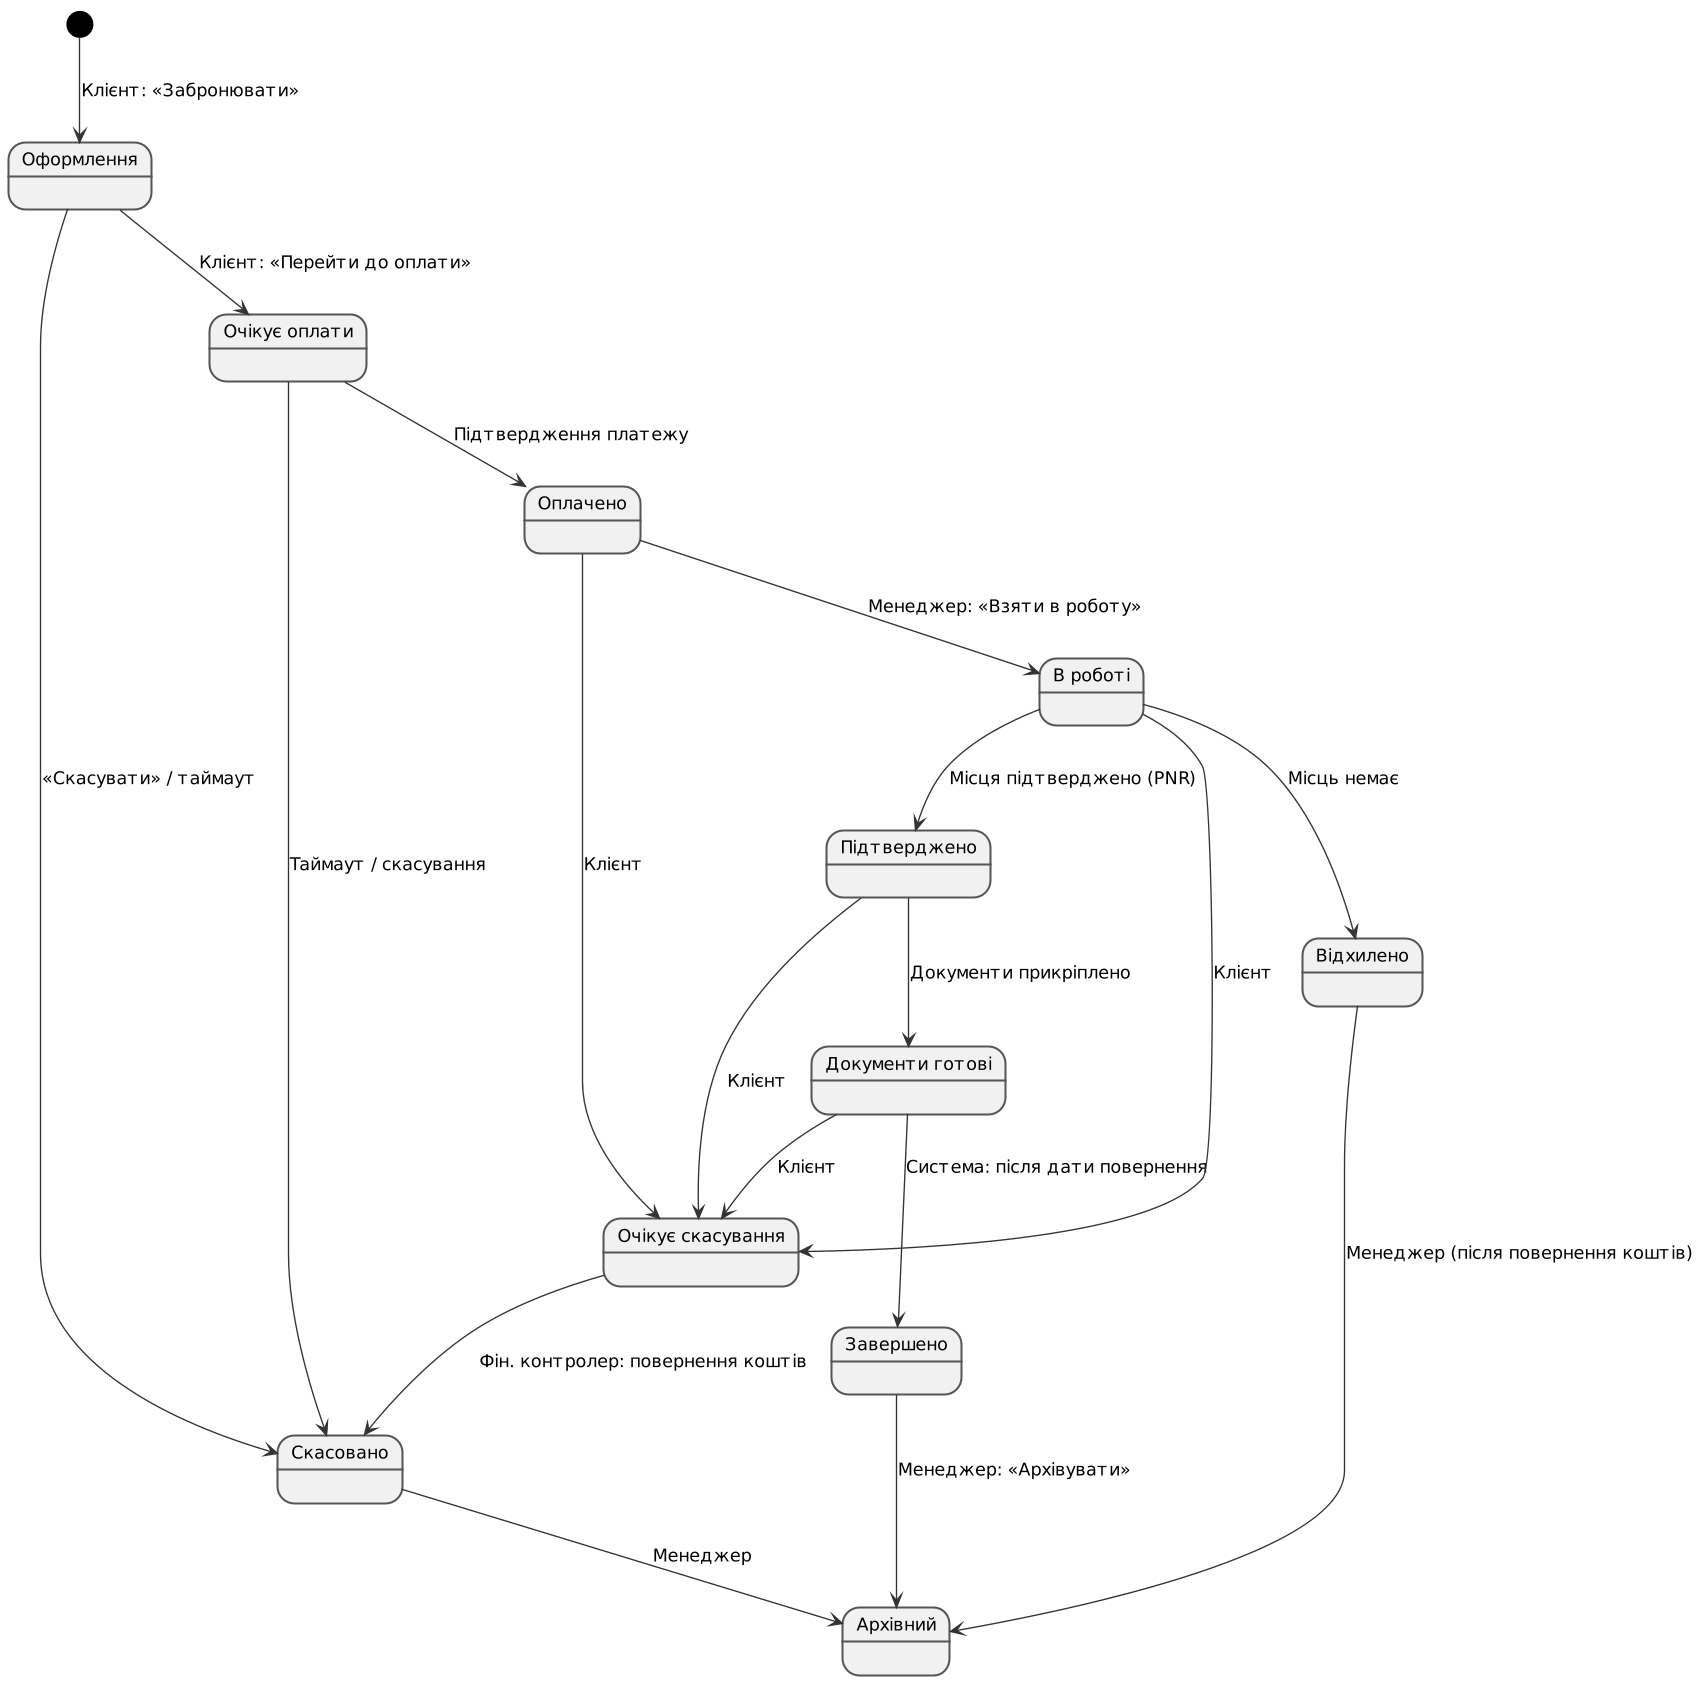 Клієнт: «Забронювати»
Оформлення
Клієнт: «Перейти до оплати»
Очікує оплати
Підтвердження платежу
Оплачено
Менеджер: «Взяти в роботу»
В роботі
«Скасувати» / таймаут
Місця підтверджено (PNR)
Місць немає
Підтверджено
Таймаут / скасування
Клієнт
Відхилено
Документи прикріплено
Клієнт
Документи готові
Клієнт
Клієнт
Система: після дати повернення
Очікує скасування
Менеджер (після повернення коштів)
Завершено
Фін. контролер: повернення коштів
Скасовано
Менеджер: «Архівувати»
Менеджер
Архівний